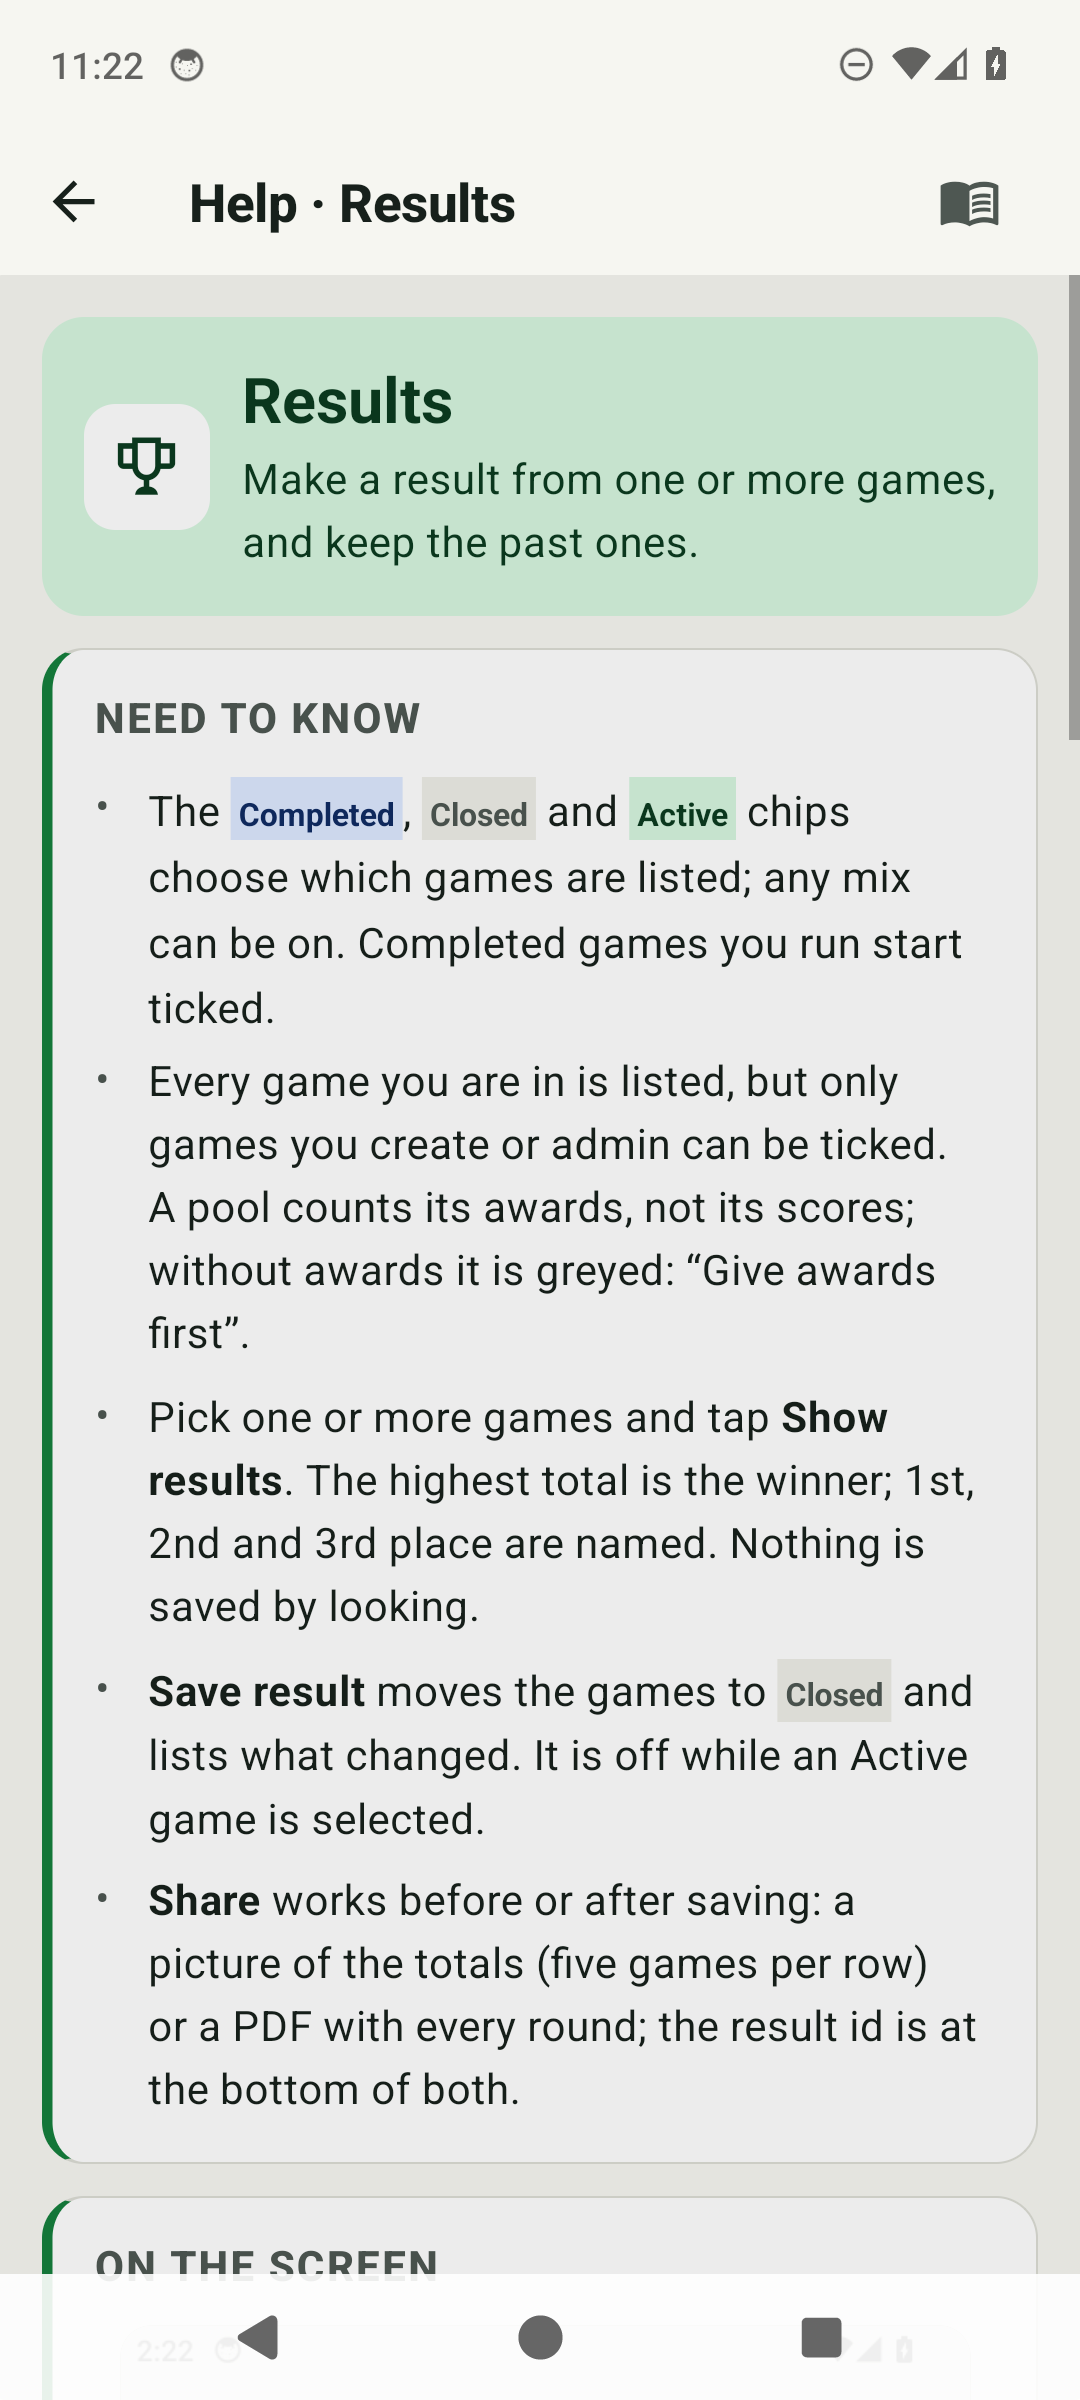 11:22
Help · Results
Results
Make a result from one or more games,
and keep the past ones.
NEED TO KNOW
• The Completed, Closed and Active chips
choose which games are listed; any mix
can be on. Completed games you run start
ticked.
• Every game you are in is listed, but only
games you create or admin can be ticked.
A pool counts its awards, not its scores;
without awards it is greyed: “Give awards
first”.
• Pick one or more games and tap Show
results. The highest total is the winner; 1st,
2nd and 3rd place are named. Nothing is
saved by looking.
• Save result moves the games to Closed and
lists what changed. It is off while an Active
game is selected.
• Share works before or after saving: a
picture of the totals (five games per row)
or a PDF with every round; the result id is at
the bottom of both.
ON THE SCREEN
2:22